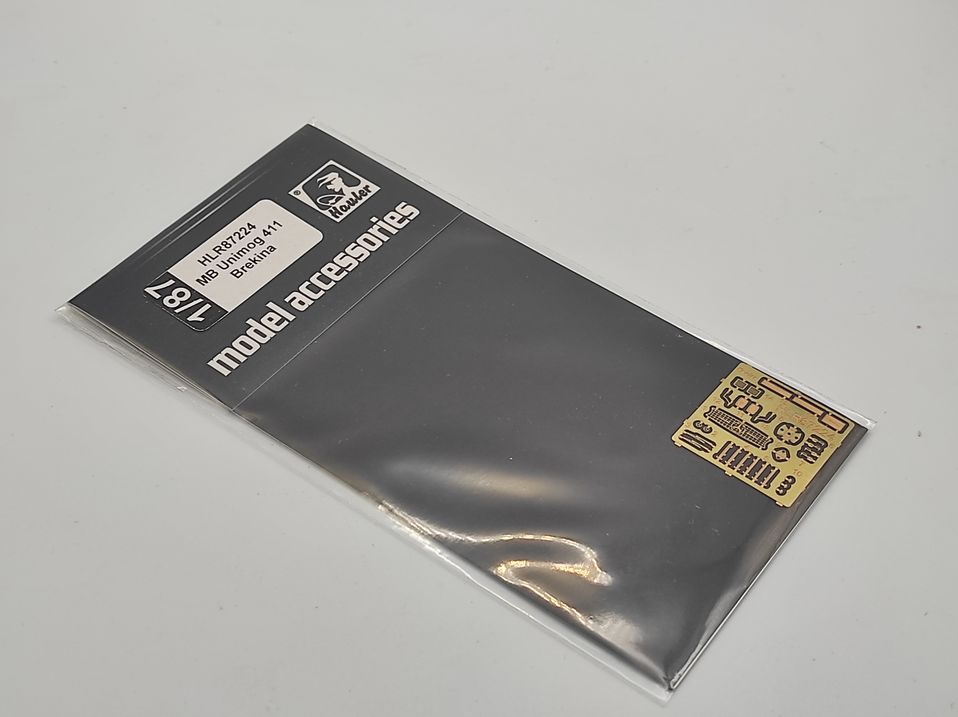 ® Hauler
HLR87224
MB Unimog 411
Brekina
1/87
model accessories